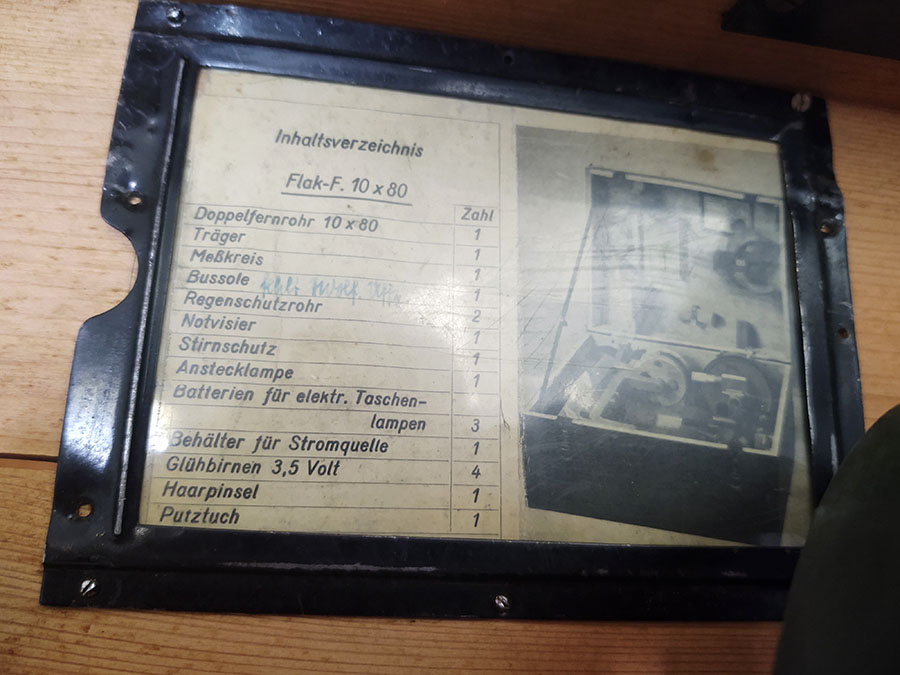 Inhaltsverzeichnis
Flak-F. 10 x 80
Zahl
Doppelfernrohr 10 x 80 1
Träger 1
Meßkreis 1
Bussole 1
Regenschutzrohr 2
Notvisier 1
Stirnschutz 1
Anstecklampe 1
Batterien für elektr. Taschen-
lampen 3
Behälter für Stromquelle 1
Glühbirnen 3,5 Volt 4
Haarpinsel 1
Putztuch 1